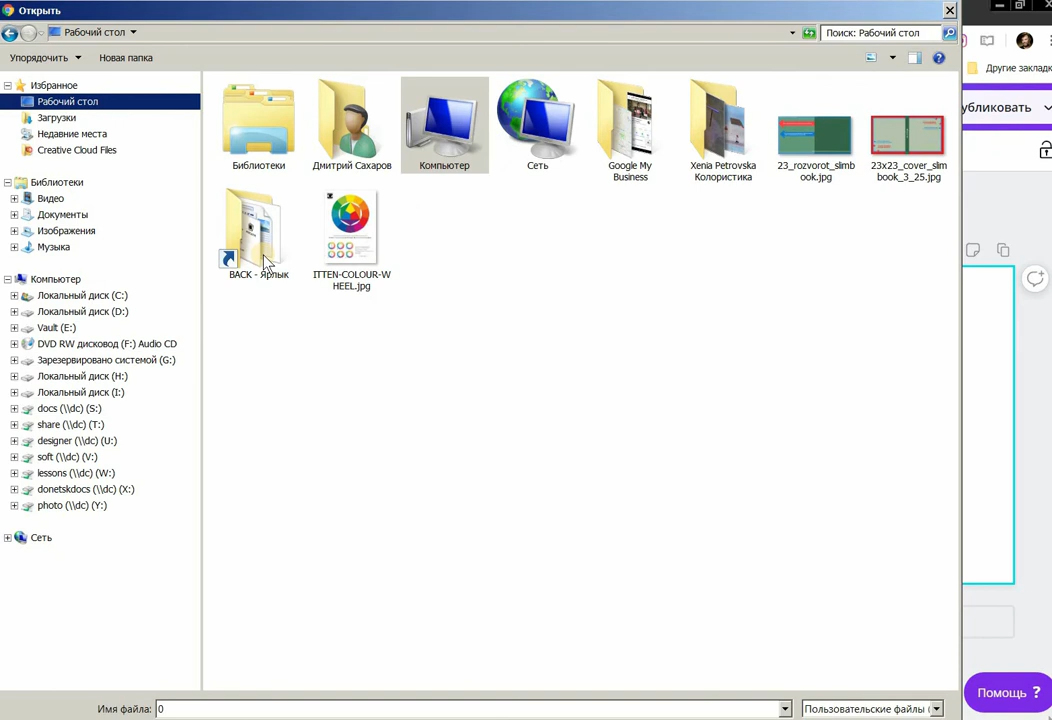 Открыть
Рабочий стол
Поиск: Рабочий стол
Упорядочить
Новая папка
Избранное
Рабочий стол
Загрузки
Недавние места
Creative Cloud Files
Библиотеки
Видео
Документы
Изображения
Музыка
Компьютер
Локальный диск (C:)
Локальный диск (D:)
Vault (E:)
DVD RW дисковод (F:) Audio CD
Зарезервировано системой (G:)
Локальный диск (H:)
Локальный диск (I:)
docs (\\dc) (S:)
share (\\dc) (T:)
designer (\\dc) (U:)
soft (\\dc) (V:)
lessons (\\dc) (W:)
donetskdocs (\\dc) (X:)
photo (\\dc) (Y:)
Сеть
Библиотеки
Дмитрий Сахаров
Компьютер
Сеть
Google My
Business
Xenia Petrovska
Колористика
23_rozvorot_slimb
ook.jpg
23x23_cover_slim
book_3_25.jpg
BACK - Ярлык
ITTEN-COLOUR-W
HEEL.jpg
Имя файла:
0
Пользовательские файлы (
Другие заклад
убликовать
Помощь ?